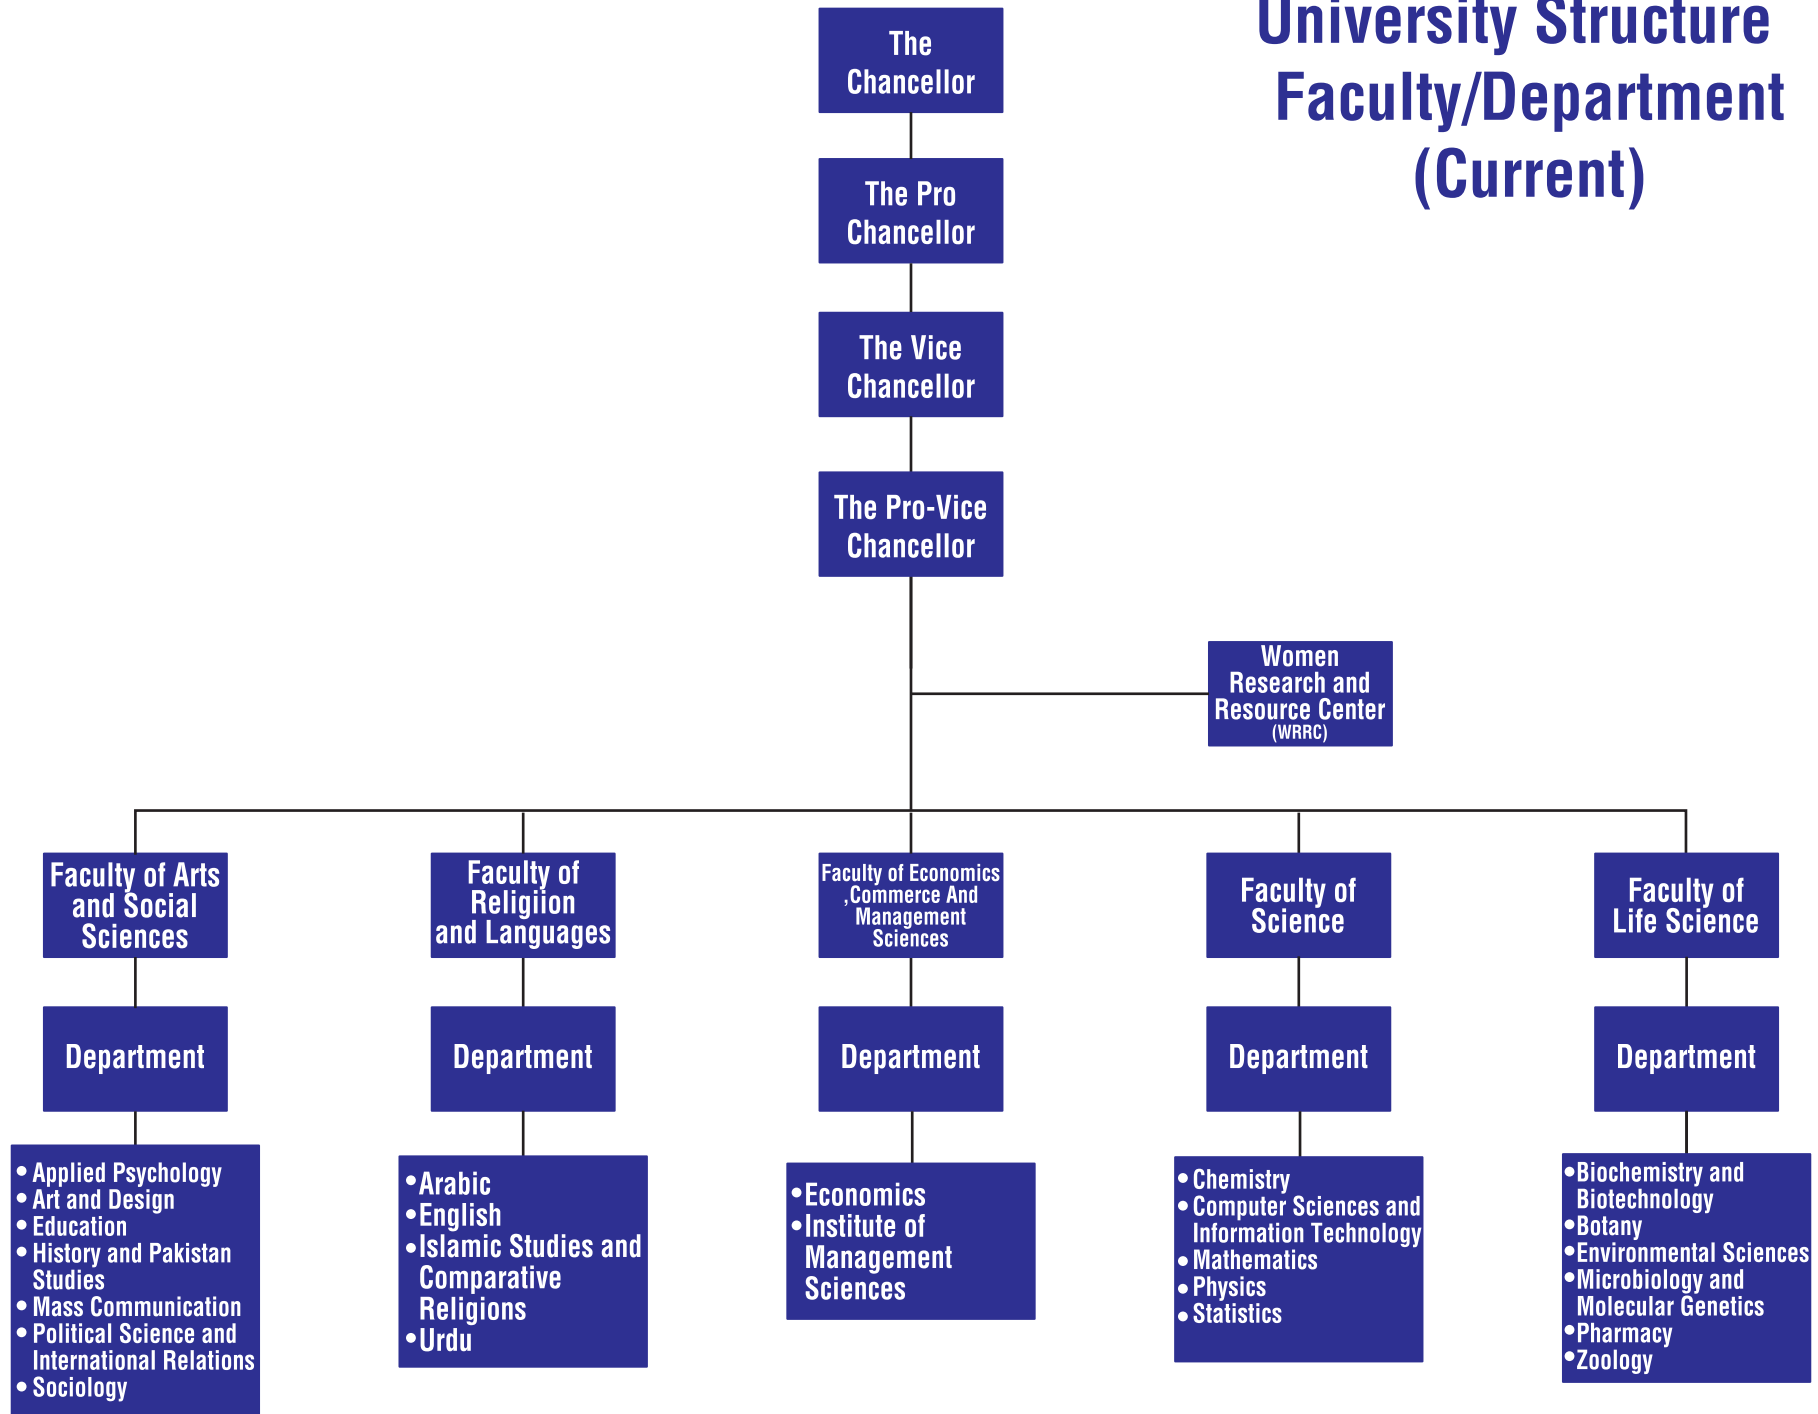 University Structure
Faculty/Department
(Current)
The
Chancellor
The Pro
Chancellor
The Vice
Chancellor
The Pro-Vice
Chancellor
Women
Research and
Resource Center
(WRRC)
Faculty of Arts
and Social
Sciences
Faculty of
Religiion
and Languages
Faculty of Economics
,Commerce And
Management
Sciences
Faculty of
Science
Faculty of
Life Science
Department
Department
Department
Department
Department
• Applied Psychology
• Art and Design
• Education
• History and Pakistan
Studies
• Mass Communication
• Political Science and
International Relations
• Sociology
• Arabic
• English
• Islamic Studies and
Comparative
Religions
• Urdu
• Economics
• Institute of
Management
Sciences
• Chemistry
• Computer Sciences and
Information Technology
• Mathematics
• Physics
• Statistics
• Biochemistry and
Biotechnology
• Botany
• Environmental Sciences
• Microbiology and
Molecular Genetics
• Pharmacy
• Zoology